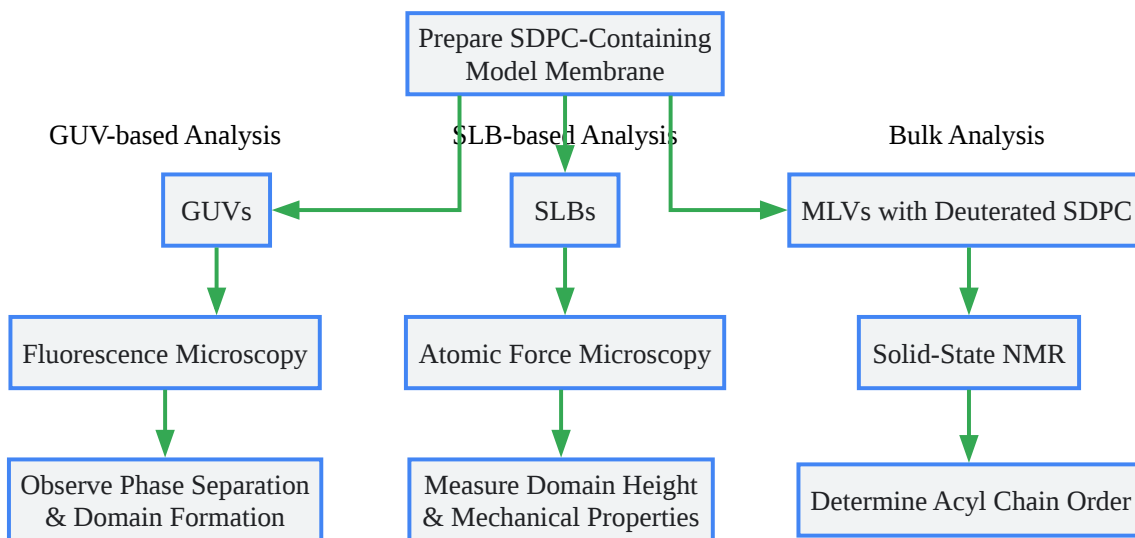 Prepare SDPC-Containing
Model Membrane
GUV-based Analysis
SLB-based Analysis
Bulk Analysis
GUVs
SLBs
MLVs with Deuterated SDPC
Fluorescence Microscopy
Atomic Force Microscopy
Solid-State NMR
Observe Phase Separation
& Domain Formation
Measure Domain Height
& Mechanical Properties
Determine Acyl Chain Order